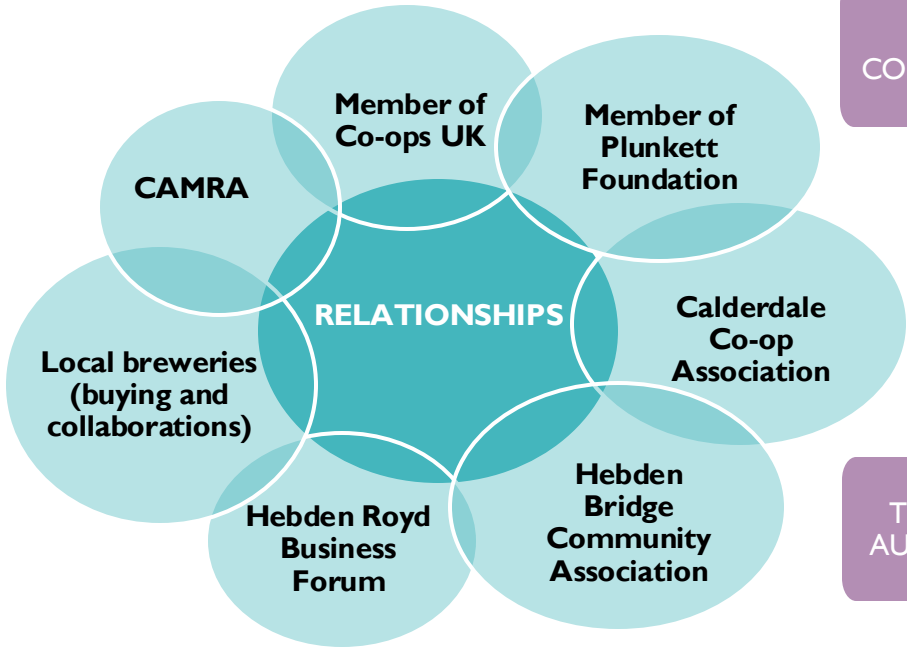 Member of
Co-ops UK
Member of
Plunkett
Foundation
CAMRA
RELATIONSHIPS
Calderdale
Co-op
Association
Local breweries
(buying and
collaborations)
Hebden
Bridge
Community
Association
Hebden Royd
Business
Forum
CO
T
AU